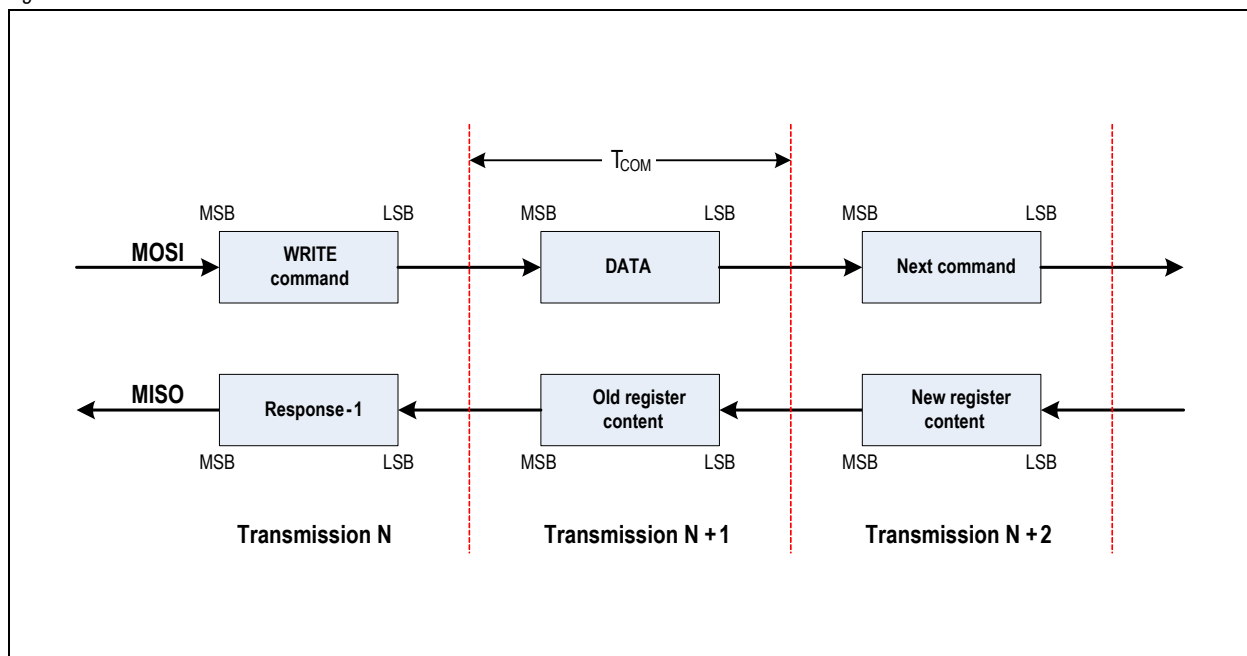 T_COM
MSB LSB MSB LSB MSB LSB
MOSI
WRITE
command
DATA
Next command
MISO
Response-1
Old register
content
New register
content
MSB LSB MSB LSB MSB LSB
Transmission N Transmission N + 1 Transmission N + 2